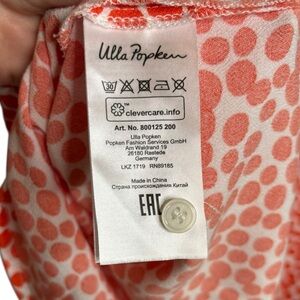 Ulla Popken
30
clevercare.info
Art. No. 800125 200
Ulla Popken
Popken Fashion Services GmbH
Am Waldrand 19
26180 Rastede
Germany
LKZ 1719 RN89185
Made in China
Страна происхождения Китай
EAC